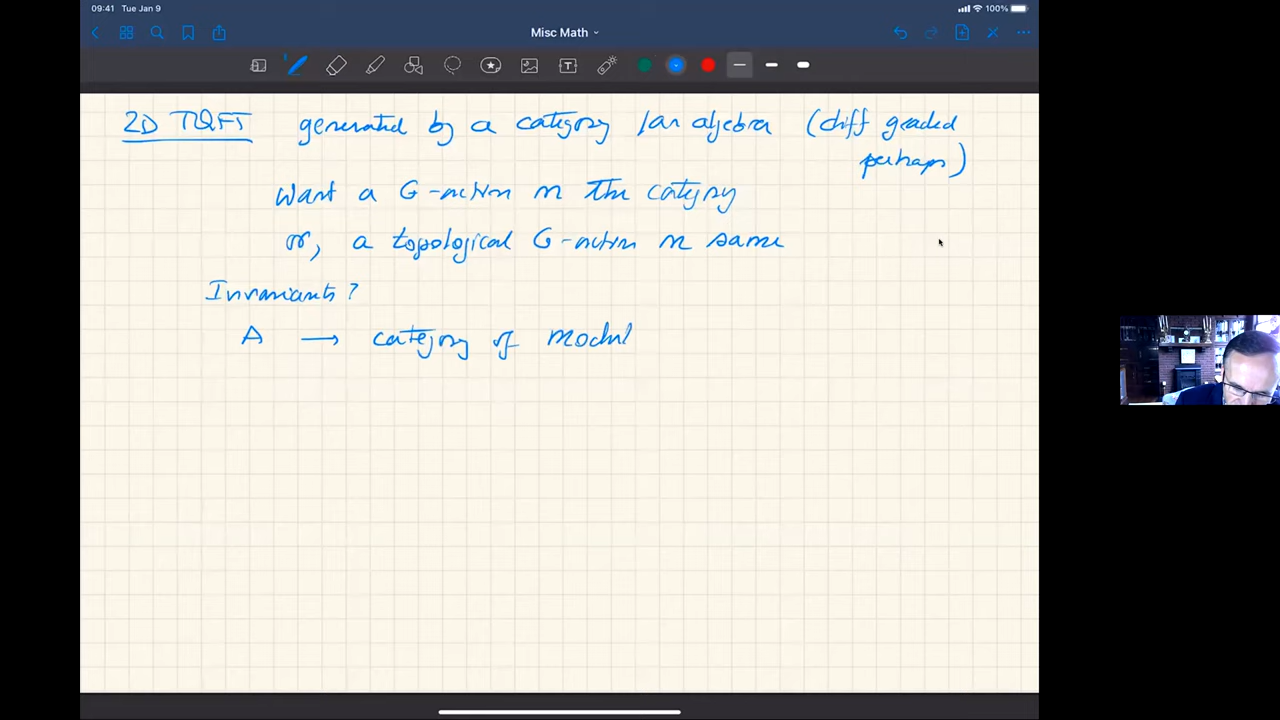 09:41 Tue Jan 9 100%
Misc Math
2D TQFT generated by a category / an algebra (diff graded
perhaps)
Want a G-action on the category
or, a topological G-action on same
Invariants?
A → category of modul